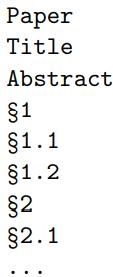 Paper
Title
Abstract
§1
§1.1
§1.2
§2
§2.1
...